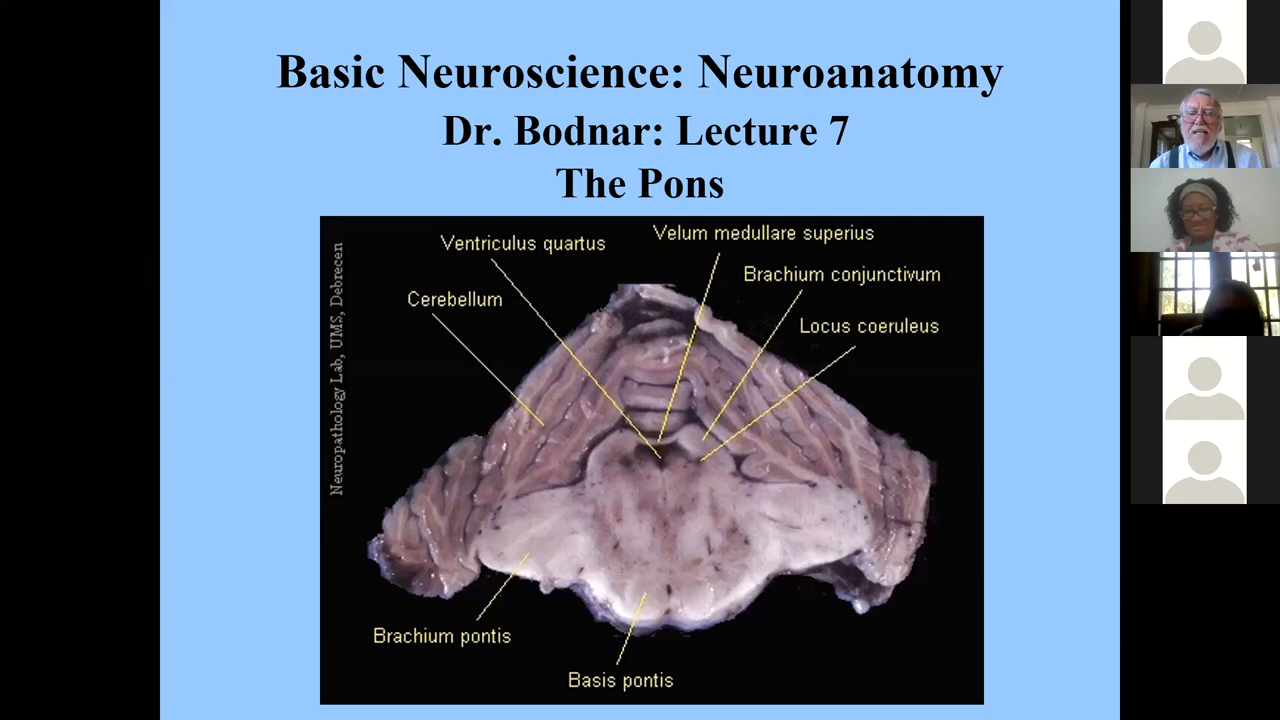 Basic Neuroscience: Neuroanatomy
Dr. Bodnar: Lecture 7
The Pons
Neuropathology Lab, UMS, Debrecen
Ventriculus quartus
Velum medullare superius
Brachium conjunctivum
Cerebellum
Locus coeruleus
Brachium pontis
Basis pontis